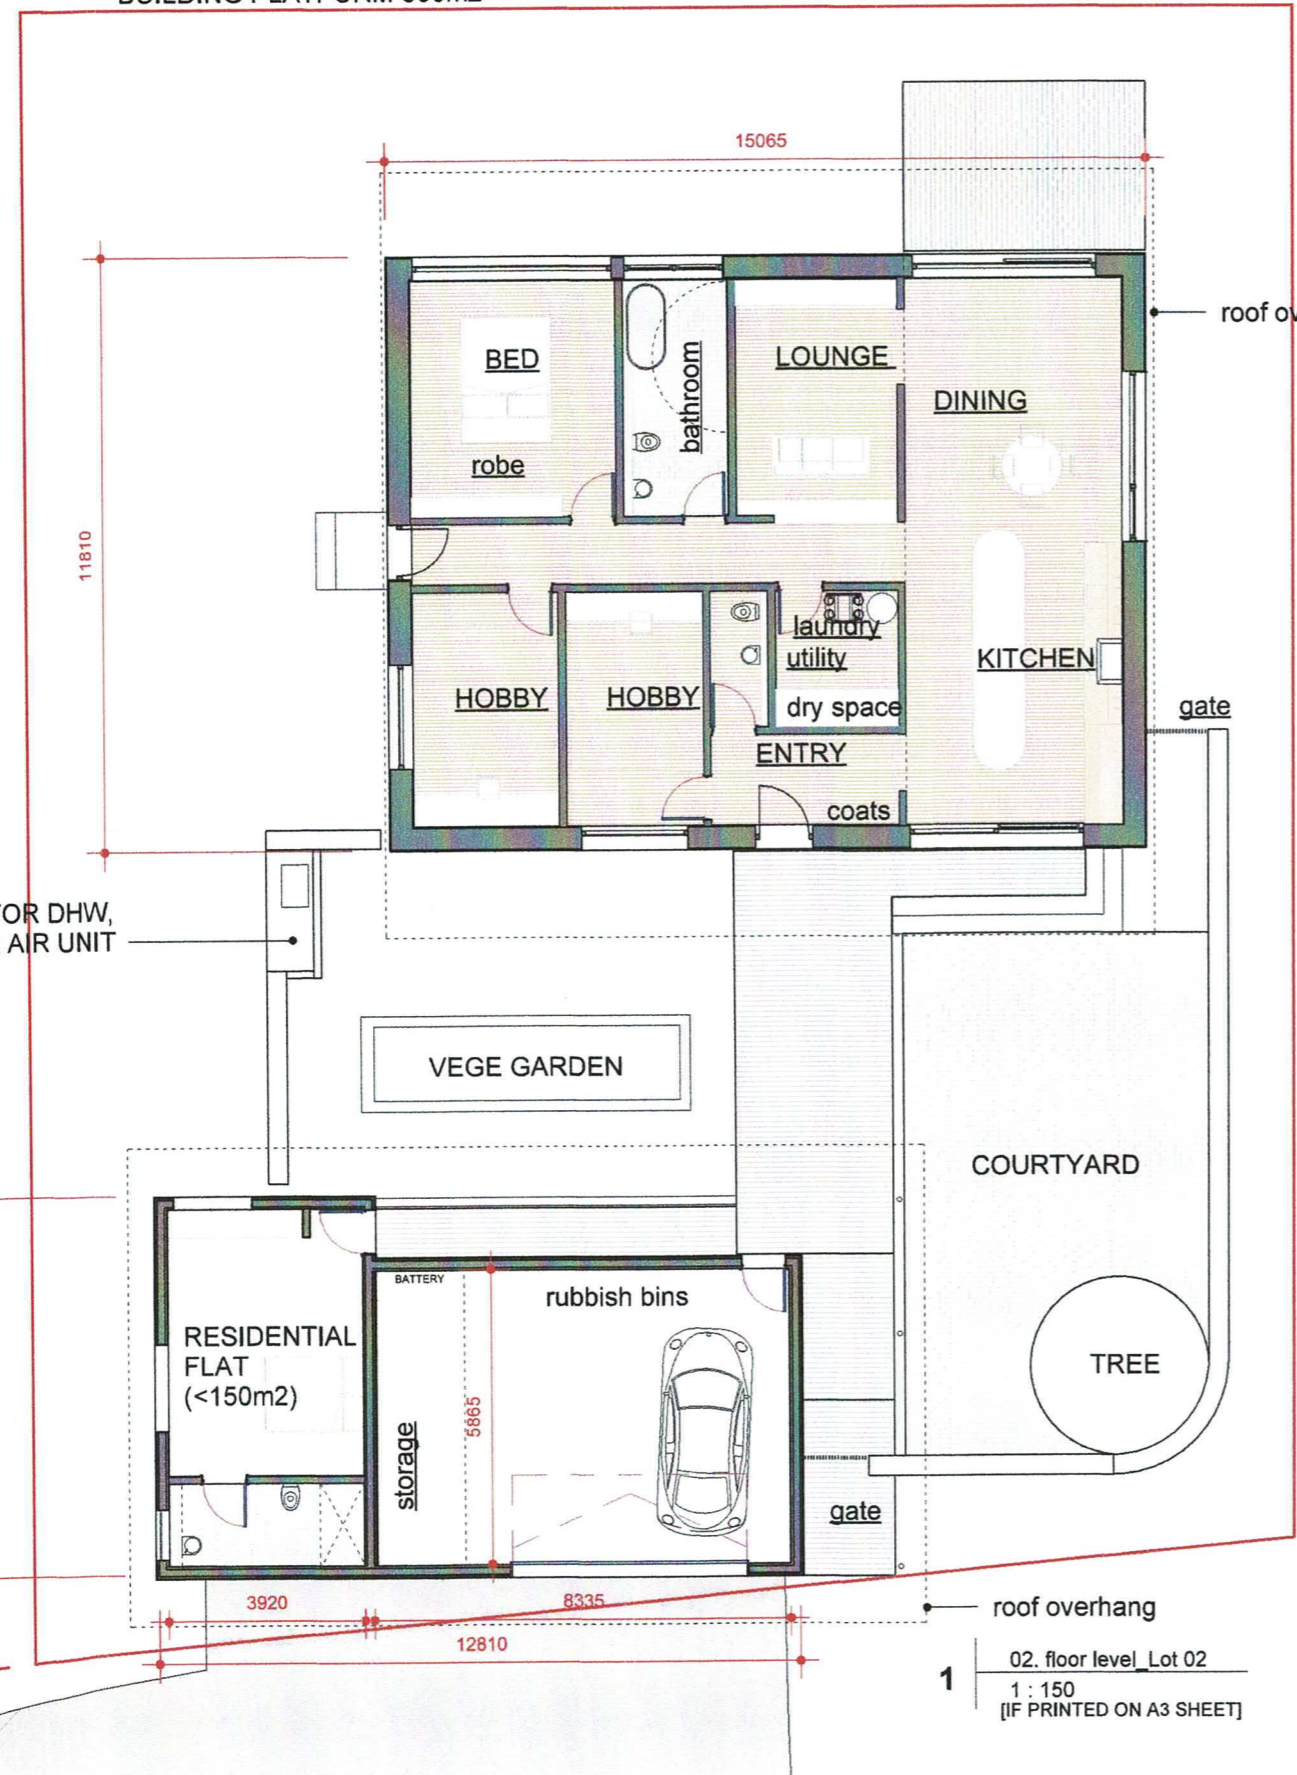 15065
roof
BED
LOUNGE
bathroom
DINING
robe
11810
laundry
utility
HOBBY
HOBBY
KITCHEN
dry space
gate
ENTRY
coats
DHW,
AIR UNIT
VEGE GARDEN
COURTYARD
BATTERY
rubbish bins
RESIDENTIAL
FLAT
(<150m2)
5865
storage
TREE
gate
3920
8335
roof overhang
12810
1
02. floor level_Lot 02
1 : 150
[IF PRINTED ON A3 SHEET]